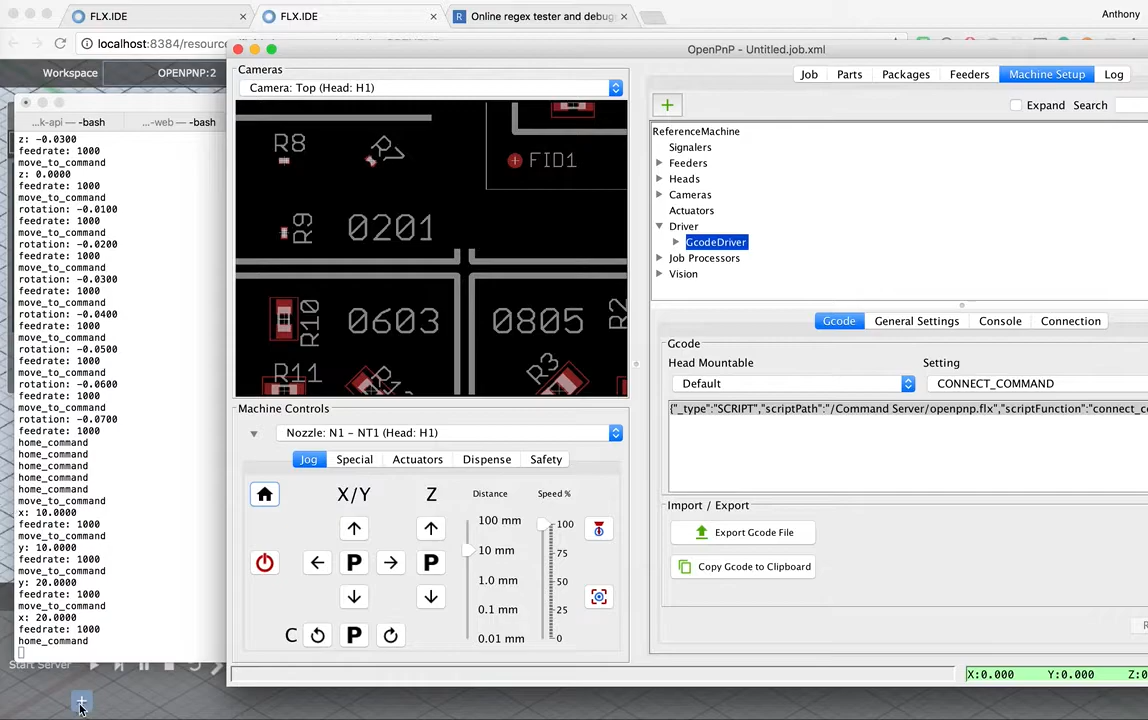 FLX.IDE × FLX.IDE × Online regex tester and debug × Anthony
localhost:8384/resourc
Workspace OPENPNP:2
...k-api — -bash ...-web — -bash
z: -0.0300
feedrate: 1000
move_to_command
z: 0.0000
feedrate: 1000
move_to_command
rotation: -0.0100
feedrate: 1000
move_to_command
rotation: -0.0200
feedrate: 1000
move_to_command
rotation: -0.0300
feedrate: 1000
move_to_command
rotation: -0.0400
feedrate: 1000
move_to_command
rotation: -0.0500
feedrate: 1000
move_to_command
rotation: -0.0600
feedrate: 1000
move_to_command
rotation: -0.0700
home_command
home_command
home_command
home_command
home_command
move_to_command
x: 10.0000
feedrate: 1000
move_to_command
y: 10.0000
feedrate: 1000
move_to_command
y: 20.0000
feedrate: 1000
move_to_command
x: 20.0000
feedrate: 1000
home_command
Start Server
OpenPnP - Untitled.job.xml
Cameras
Camera: Top (Head: H1)
R8
FID1
R9 0201
R10 0603 0805 R2
R11 R3
Machine Controls
Nozzle: N1 - NT1 (Head: H1)
Jog Special Actuators Dispense Safety
X/Y Z Distance Speed %
100 mm 100
10 mm 75
P P
1.0 mm 50
0.1 mm 25
C P 0.01 mm 0
Job Parts Packages Feeders Machine Setup Log
Expand Search
ReferenceMachine
Signalers
Feeders
Heads
Cameras
Actuators
Driver
GcodeDriver
Job Processors
Vision
Gcode General Settings Console Connection
Gcode
Head Mountable Setting
Default CONNECT_COMMAND
{"_type":"SCRIPT","scriptPath":"/Command Server/openpnp.flx","scriptFunction":"connect_c
Import / Export
Export Gcode File
Copy Gcode to Clipboard
R
X:0.000 Y:0.000 Z:0